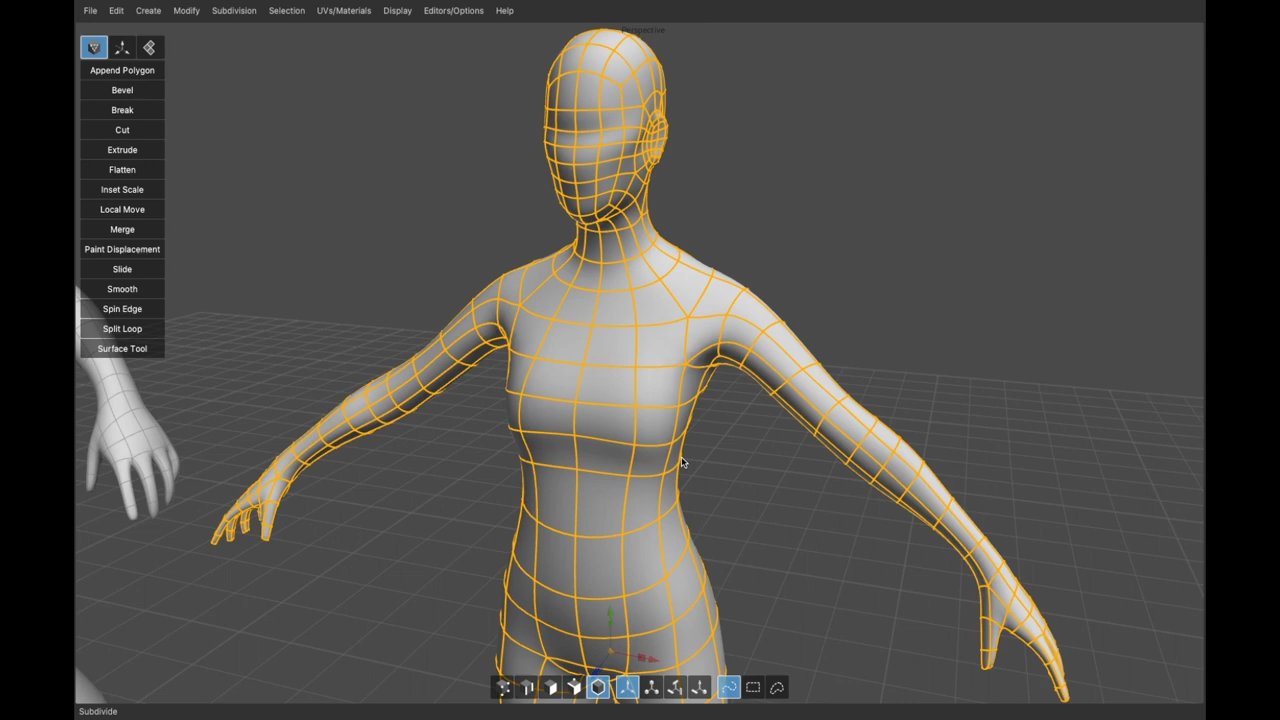 File Edit Create Modify Subdivision Selection UVs/Materials Display Editors/Options Help
Perspective
Append Polygon
Bevel
Break
Cut
Extrude
Flatten
Inset Scale
Local Move
Merge
Paint Displacement
Slide
Smooth
Spin Edge
Split Loop
Surface Tool
Subdivide